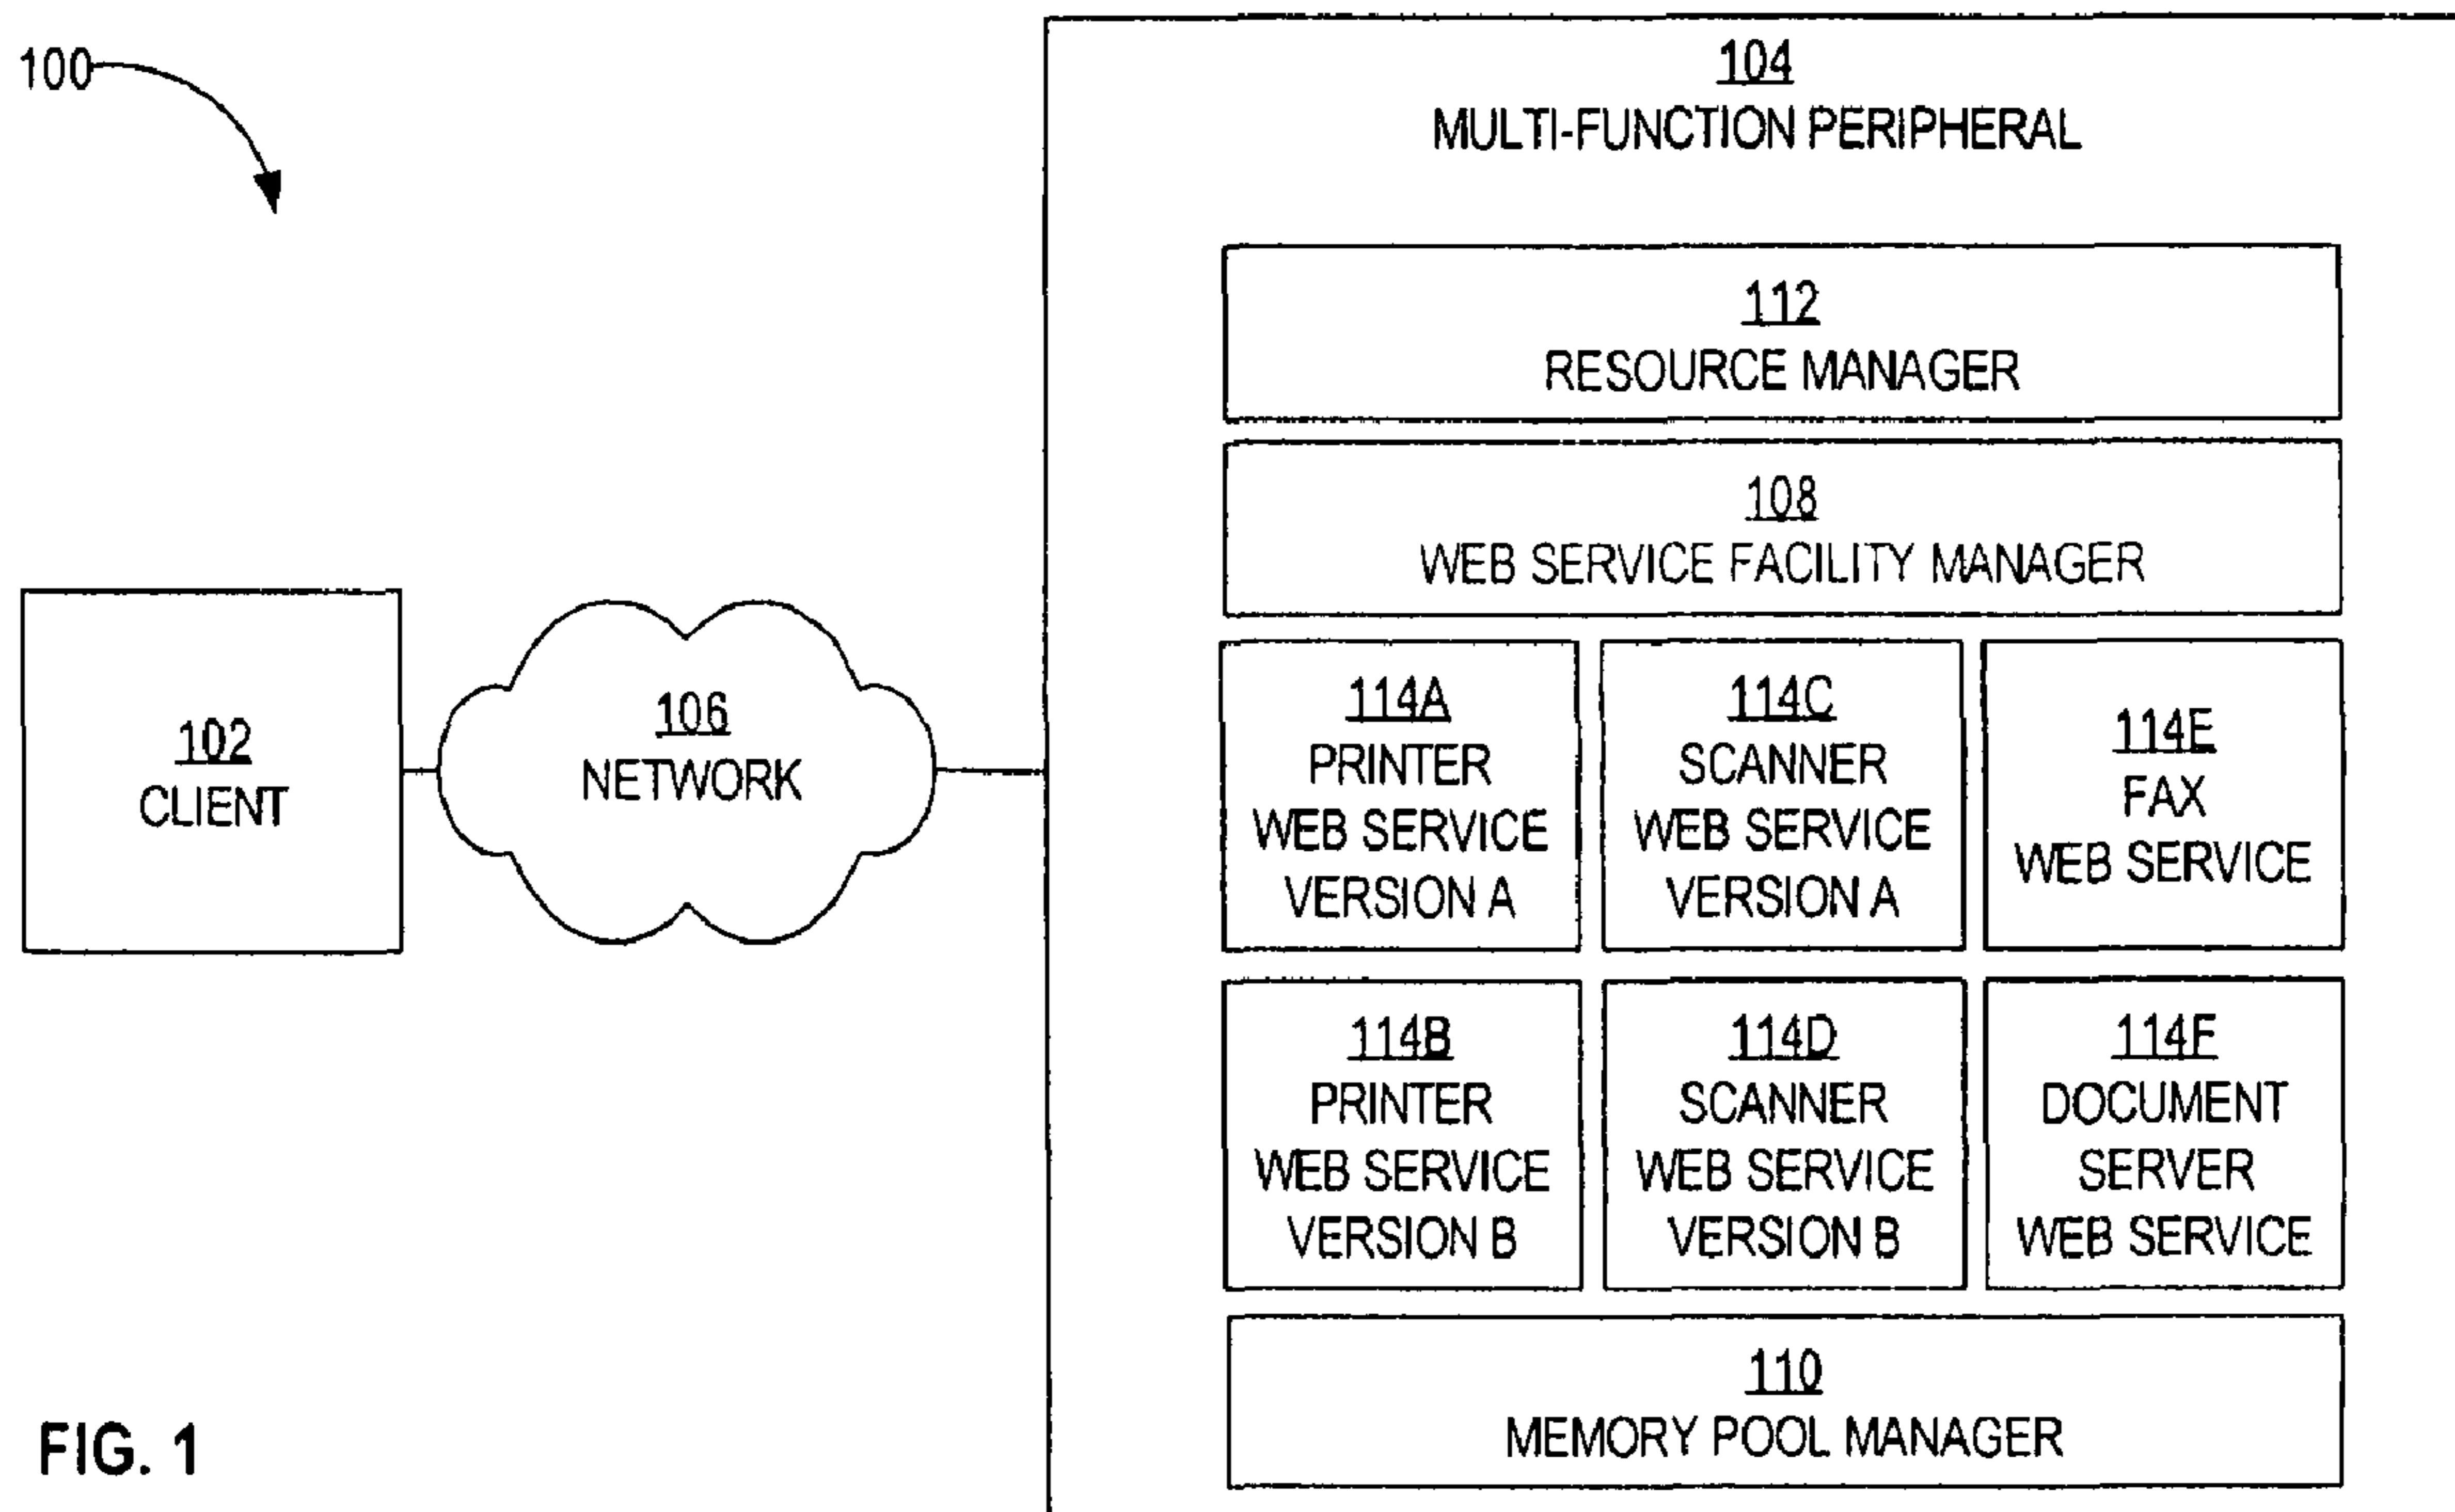 100
104
MULTI-FUNCTION PERIPHERAL
112
RESOURCE MANAGER
108
WEB SERVICE FACILITY MANAGER
102
CLIENT
106
NETWORK
114A
PRINTER
WEB SERVICE
VERSION A
114C
SCANNER
WEB SERVICE
VERSION A
114E
FAX
WEB SERVICE
114B
PRINTER
WEB SERVICE
VERSION B
114D
SCANNER
WEB SERVICE
VERSION B
114F
DOCUMENT
SERVER
WEB SERVICE
110
MEMORY POOL MANAGER
FIG. 1